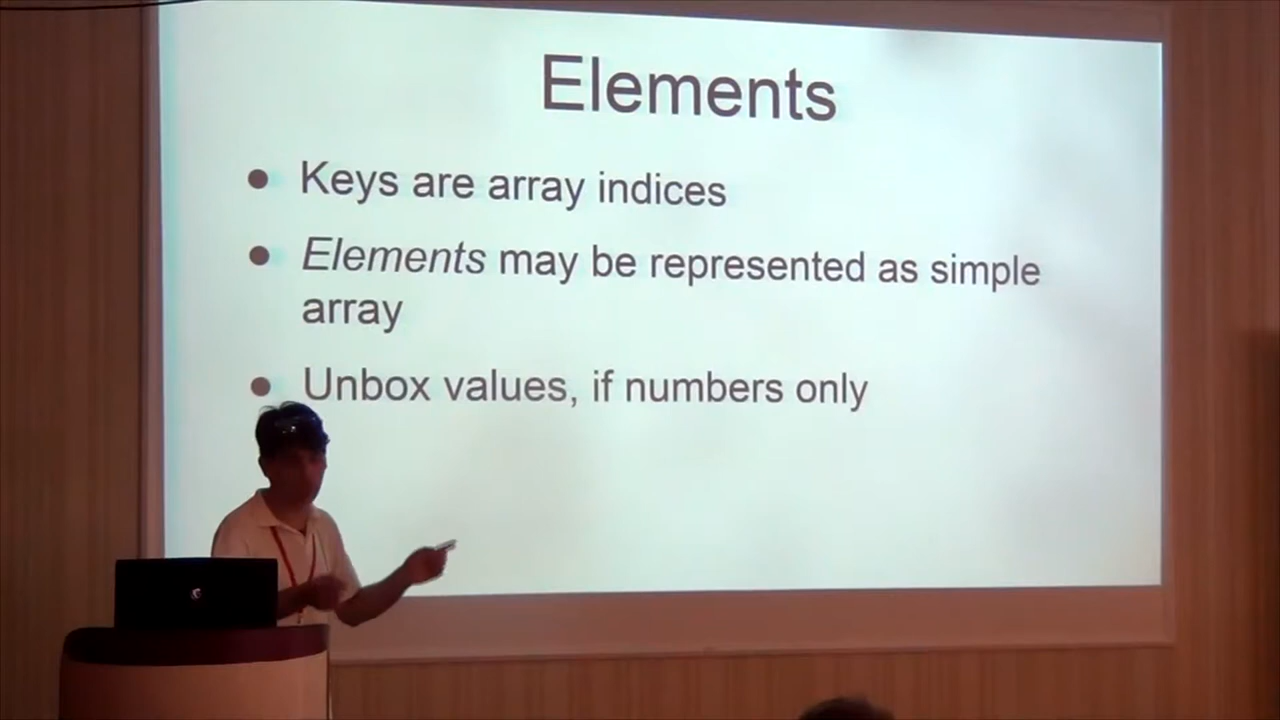 Elements
● Keys are array indices
● Elements may be represented as simple
array
● Unbox values, if numbers only